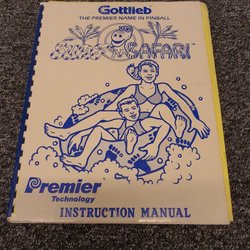 Gottlieb
THE PREMIER NAME IN PINBALL
SURF 'N SAFARI
Premier
Technology
INSTRUCTION MANUAL